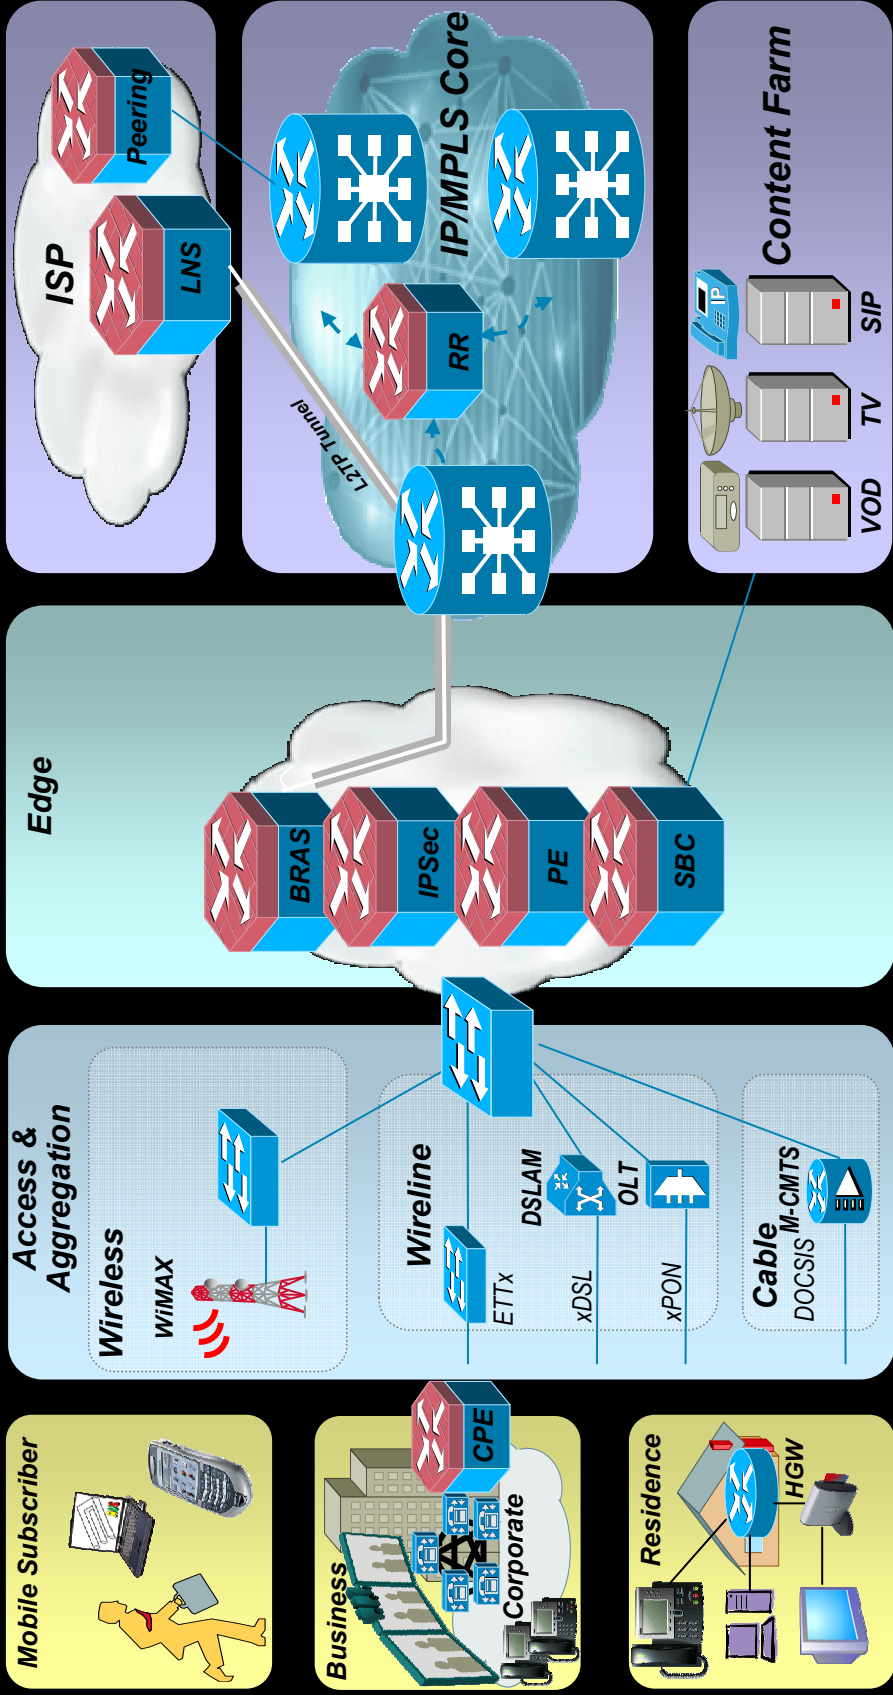 Mobile Subscriber
Business
Corporate
CPE
Residence
HGW
Access &
Aggregation
Wireless
WiMAX
Wireline
ETTx
DSLAM
xDSL
OLT
xPON
Cable
M-CMTS
DOCSIS
Edge
BRAS
IPSec
PE
SBC
ISP
Peering
LNS
L2TP Tunnel
IP/MPLS Core
RR
Content Farm
IP
VOD
TV
SIP